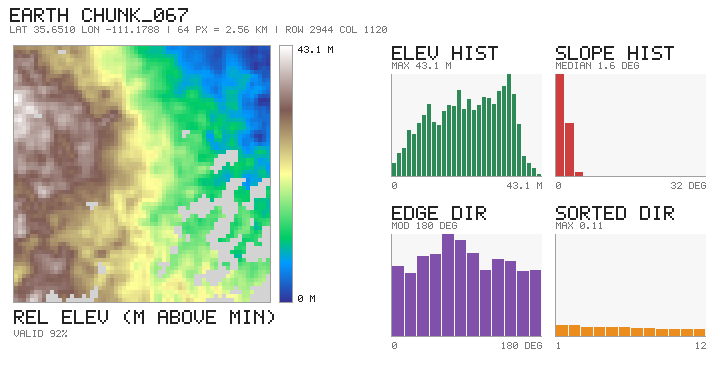 EARTH CHUNK_067
LAT 35.6510 LON -111.1788 | 64 PX = 2.56 KM | ROW 2944 COL 1120
43.1 M
0 M
REL ELEV (M ABOVE MIN)
VALID 92%
ELEV HIST
MAX 43.1 M
0 43.1 M
SLOPE HIST
MEDIAN 1.6 DEG
0 32 DEG
EDGE DIR
MOD 180 DEG
0 180 DEG
SORTED DIR
MAX 0.11
1 12